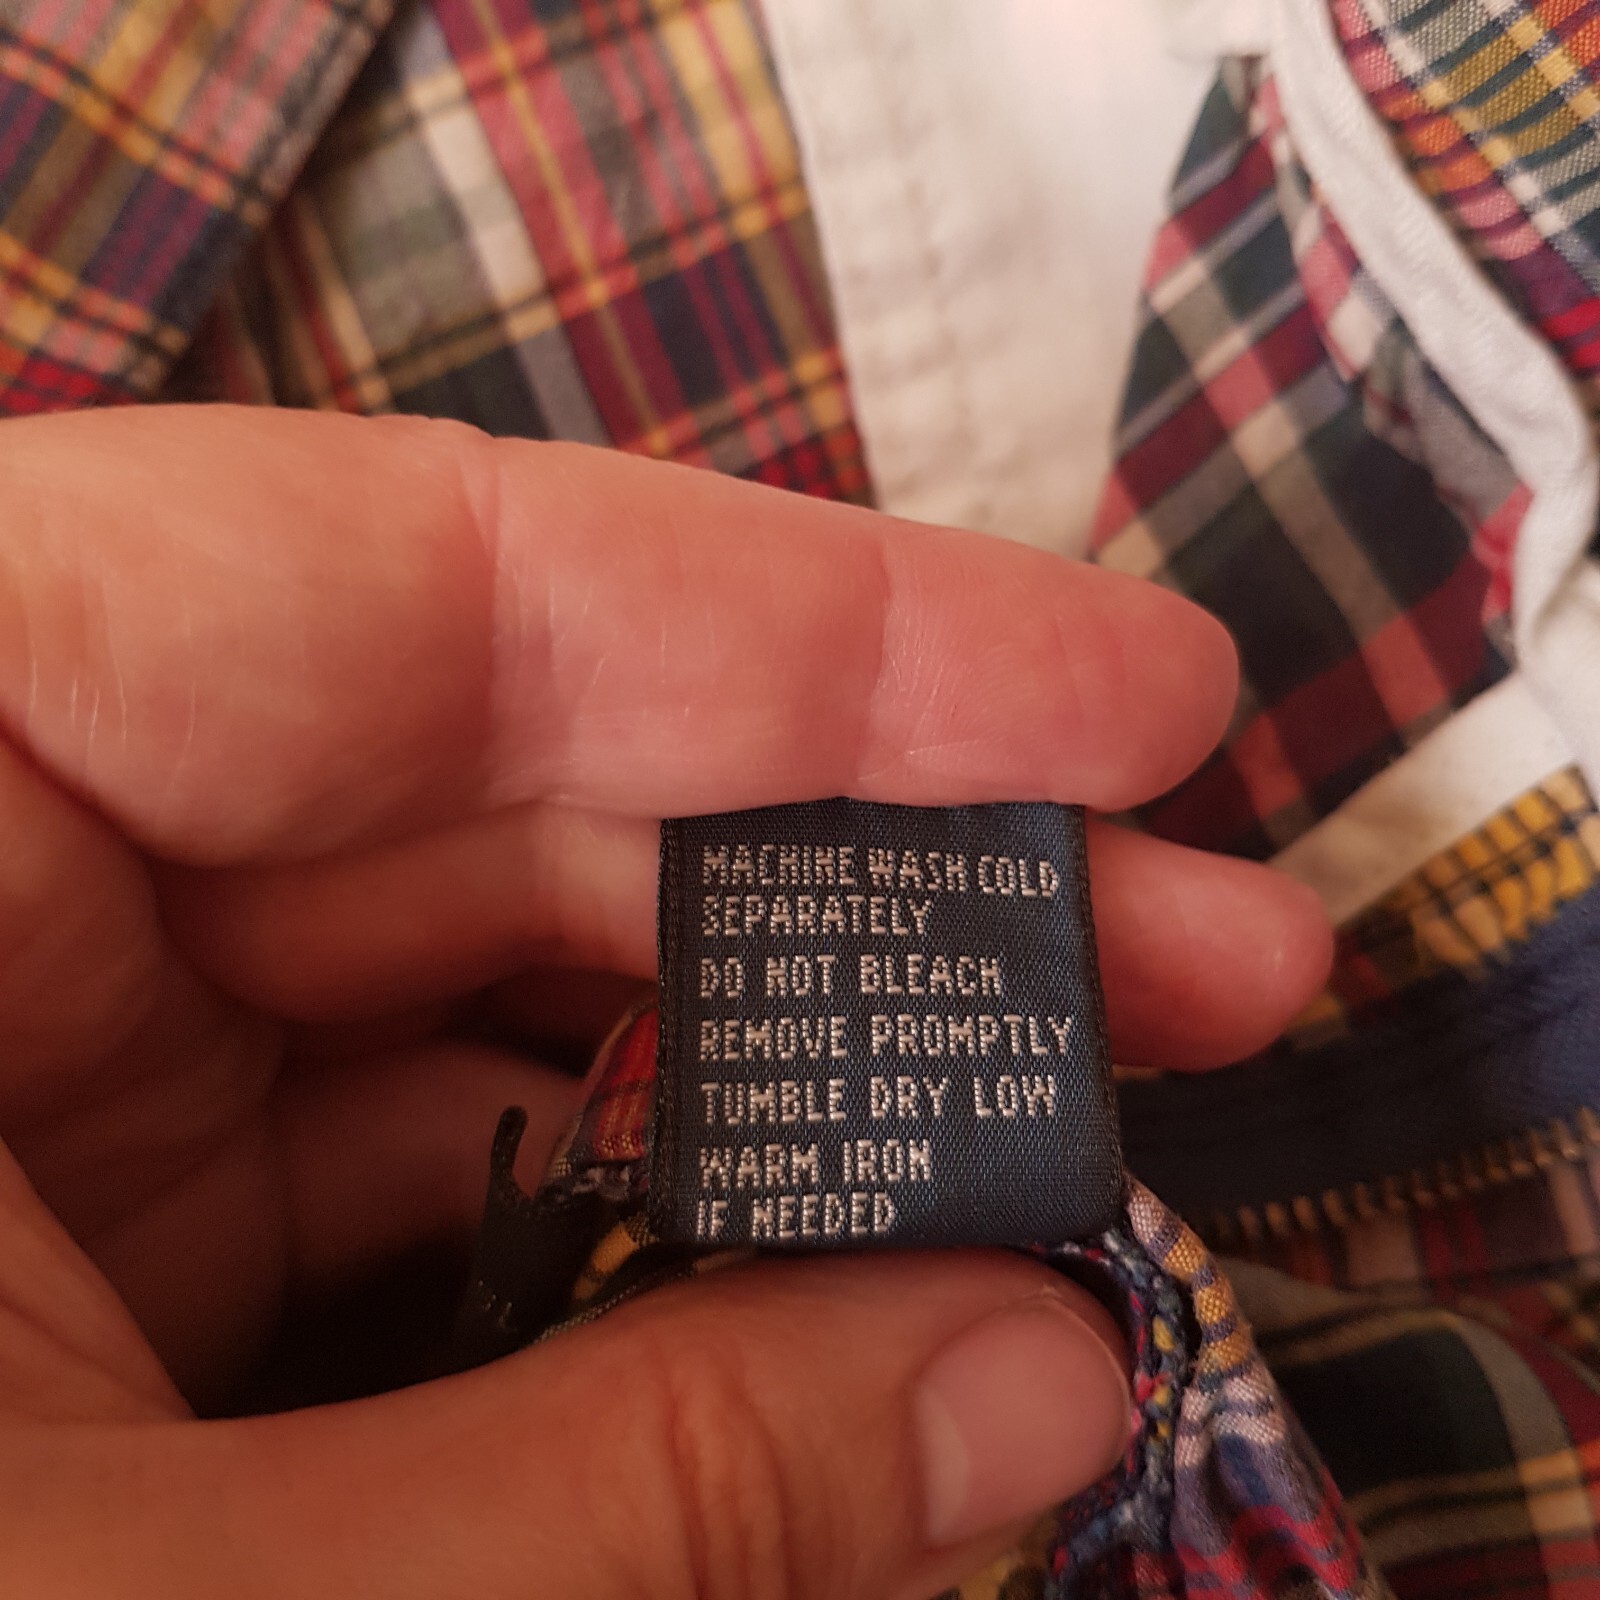 MACHINE WASH COLD
SEPARATELY
DO NOT BLEACH
REMOVE PROMPTLY
TUMBLE DRY LOW
WARM IRON
IF NEEDED